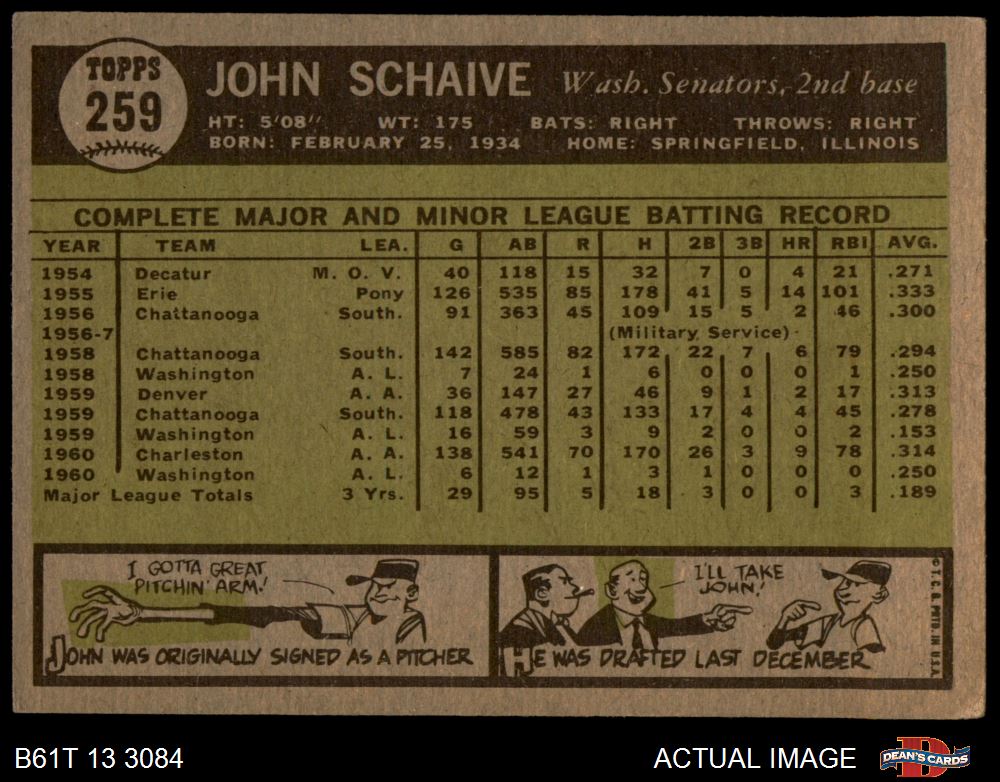 TOPPS
259
JOHN SCHAIVE Wash. Senators, 2nd base
HT: 5'08" WT: 175 BATS: RIGHT THROWS: RIGHT
BORN: FEBRUARY 25, 1934 HOME: SPRINGFIELD, ILLINOIS
COMPLETE MAJOR AND MINOR LEAGUE BATTING RECORD
YEAR TEAM LEA. G AB R H 2B 3B HR RBI AVG.
1954 Decatur M. O. V. 40 118 15 32 7 0 4 21 .271
1955 Erie Pony 126 535 85 178 41 5 14 101 .333
1956 Chattanooga South. 91 363 45 109 15 5 2 46 .300
1956-7 (Military Service)
1958 Chattanooga South. 142 585 82 172 22 7 6 79 .294
1958 Washington A. L. 7 24 1 6 0 0 0 1 .250
1959 Denver A. A. 36 147 27 46 9 1 2 17 .313
1959 Chattanooga South. 118 478 43 133 17 4 4 45 .278
1959 Washington A. L. 16 59 3 9 2 0 0 2 .153
1960 Charleston A. A. 138 541 70 170 26 3 9 78 .314
1960 Washington A. L. 6 12 1 3 1 0 0 0 .250
Major League Totals 3 Yrs. 29 95 5 18 3 0 0 3 .189
I GOTTA GREAT
PITCHIN' ARM!
JOHN WAS ORIGINALLY SIGNED AS A PITCHER
I'LL TAKE
JOHN!
HE WAS DRAFTED LAST DECEMBER
© T. C. G. PRTD. IN U.S.A.
B61T 13 3084
ACTUAL IMAGE
DEAN'S CARDS